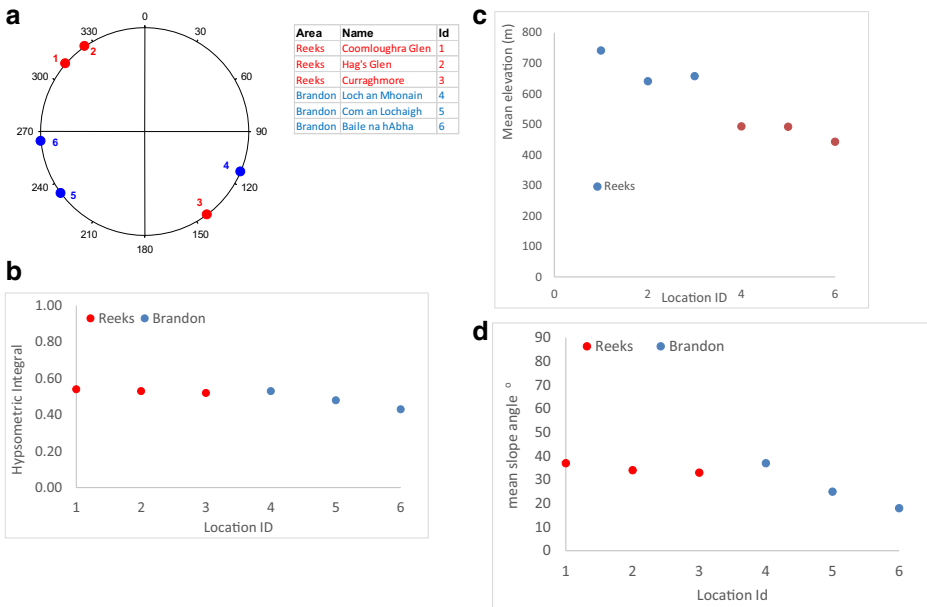 a
0
30
60
90
120
150
180
210
240
270
300
330
1
2
3
4
5
6
Area Name Id
Reeks Coomloughra Glen 1
Reeks Hag's Glen 2
Reeks Curraghmore 3
Brandon Loch an Mhonain 4
Brandon Com an Lochaigh 5
Brandon Baile na hAbha 6
b
Hypsometric Integral
1.00
0.80
0.60
0.40
0.20
0.00
Reeks Brandon
1 2 3 4 5 6
Location ID
c
Mean elevation (m)
800
700
600
500
400
300
200
100
0
Reeks
0 2 4 6
Location ID
d
mean slope angle °
90
80
70
60
50
40
30
20
10
0
Reeks Brandon
1 2 3 4 5 6
Location Id